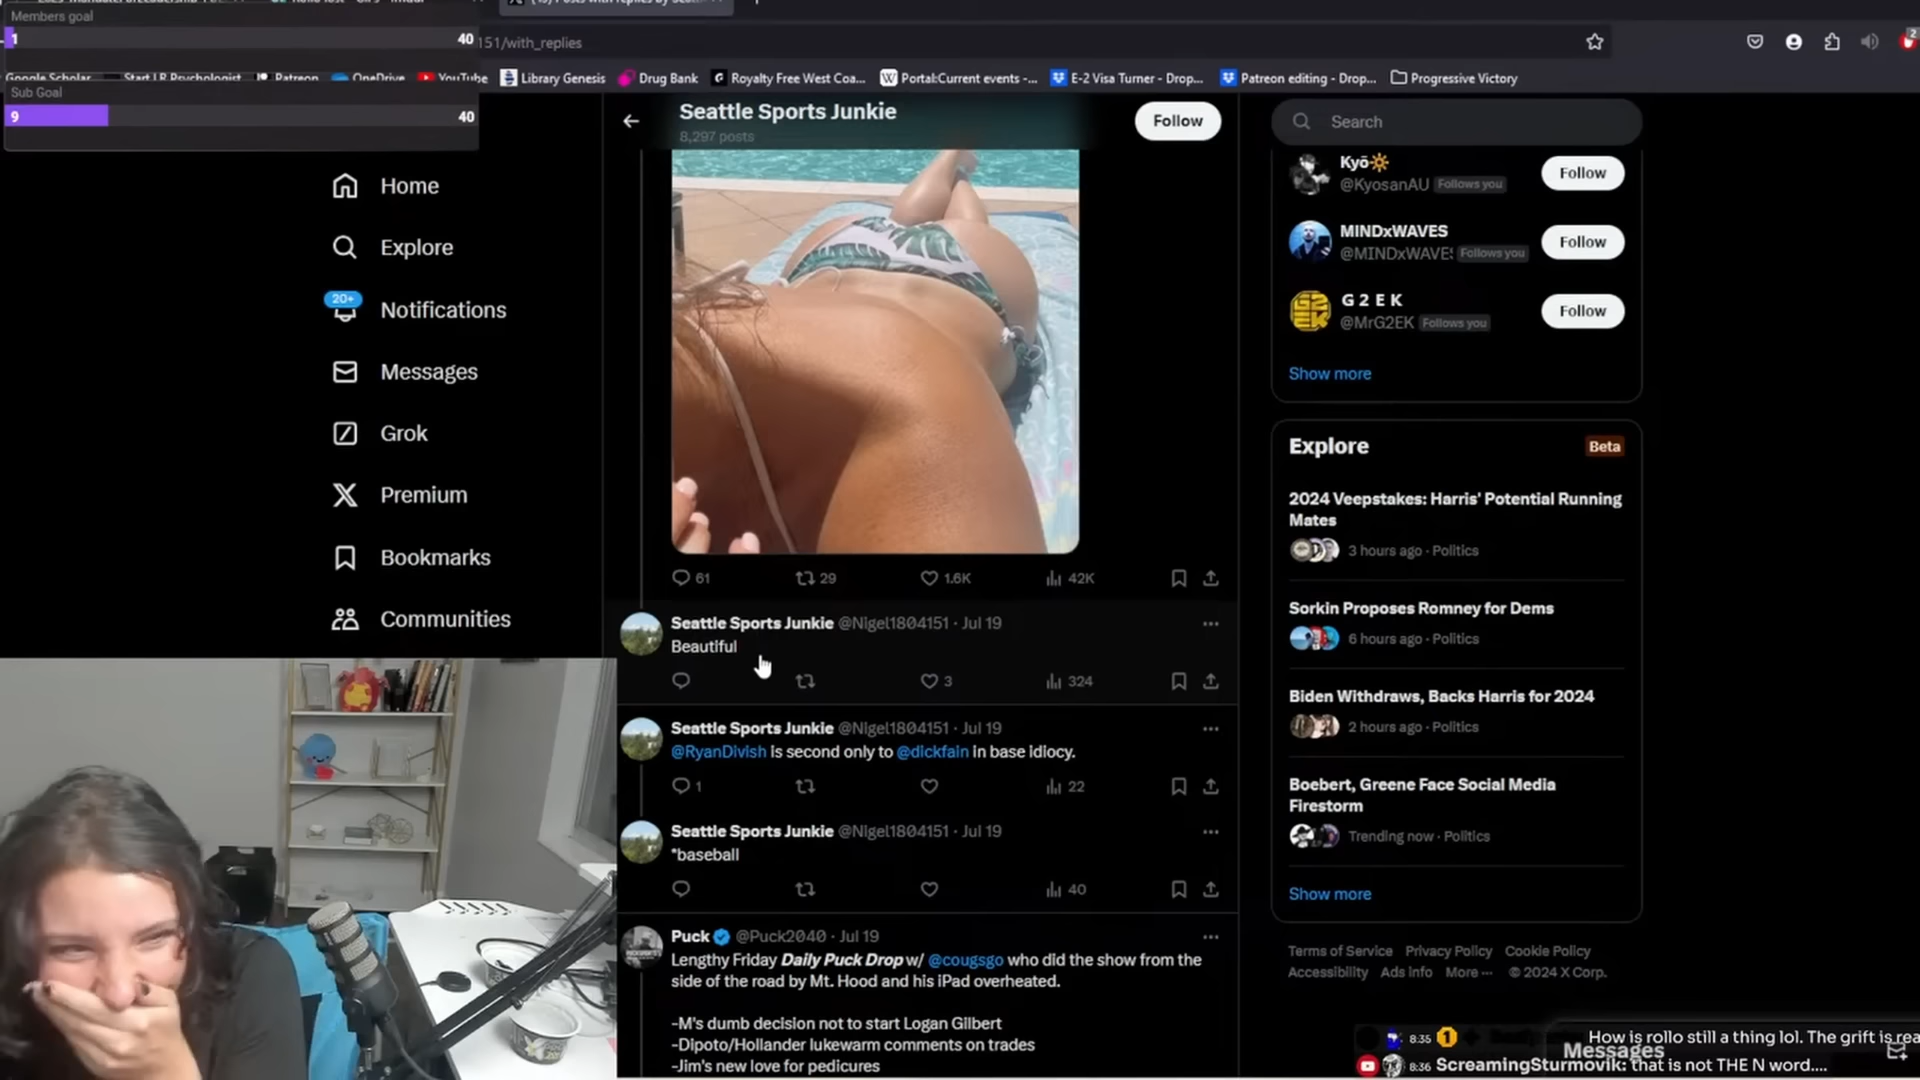 Members goal
1 40
151/with_replies
Google Scholar Start LR Psychologist Patreon OneDrive YouTube Library Genesis Drug Bank Royalty Free West Coa... Portal:Current events -... E-2 Visa Turner - Drop... Patreon editing - Drop... Progressive Victory
Sub Goal
9 40
Home
Explore
20+
Notifications
Messages
Grok
Premium
Bookmarks
Communities
Seattle Sports Junkie
8,297 posts
Follow
61 29 1.6K 42K
Seattle Sports Junkie @Nigel1804151 · Jul 19
Beautiful
3 324
Seattle Sports Junkie @Nigel1804151 · Jul 19
@RyanDivish is second only to @dickfain in base idiocy.
1 22
Seattle Sports Junkie @Nigel1804151 · Jul 19
*baseball
40
Puck @Puck2040 · Jul 19
Lengthy Friday Daily Puck Drop w/ @cougsgo who did the show from the
side of the road by Mt. Hood and his iPad overheated.
-M's dumb decision not to start Logan Gilbert
-Dipoto/Hollander lukewarm comments on trades
-Jim's new love for pedicures
Search
Kyō
@KyosanAU Follows you
Follow
MINDxWAVES
@MINDxWAVE Follows you
Follow
G 2 E K
@MrG2EK Follows you
Follow
Show more
Explore
Beta
2024 Veepstakes: Harris' Potential Running
Mates
3 hours ago · Politics
Sorkin Proposes Romney for Dems
6 hours ago · Politics
Biden Withdraws, Backs Harris for 2024
2 hours ago · Politics
Boebert, Greene Face Social Media
Firestorm
Trending now · Politics
Show more
Terms of Service Privacy Policy Cookie Policy
Accessibility Ads info More ··· © 2024 X Corp.
8:35 1 How is rollo still a thing lol. The grift is rea
Messages
8:36 ScreamingSturmovik: that is not THE N word....